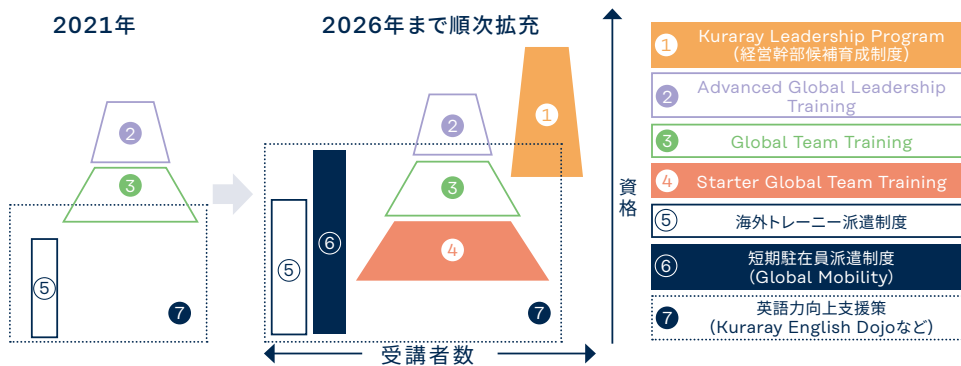 2021年
2026年まで順次拡充
②
③
⑤
⑦
①
②
③
④
⑤
⑥
⑦
受講者数
資格
① Kuraray Leadership Program
（経営幹部候補育成制度）
② Advanced Global Leadership
Training
③ Global Team Training
④ Starter Global Team Training
⑤ 海外トレーニー派遣制度
⑥ 短期駐在員派遣制度
（Global Mobility）
⑦ 英語力向上支援策
（Kuraray English Dojoなど）